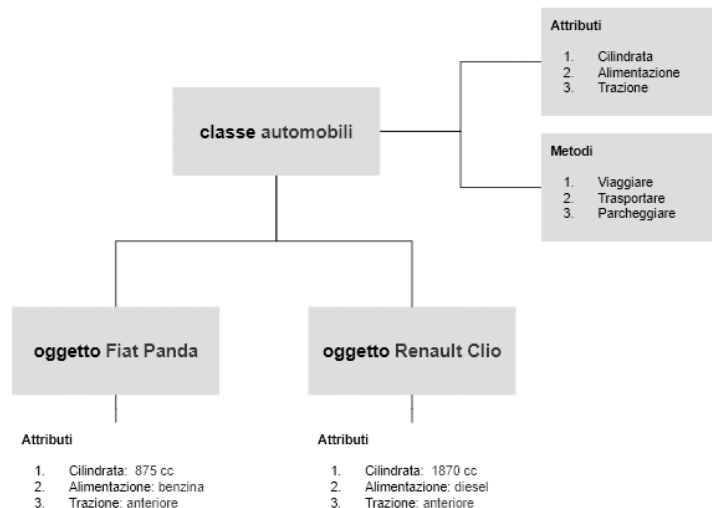 Attributi
1. Cilindrata
2. Alimentazione
3. Trazione
classe automobili
Metodi
1. Viaggiare
2. Trasportare
3. Parcheggiare
oggetto Fiat Panda
oggetto Renault Clio
Attributi
1. Cilindrata: 875 cc
2. Alimentazione: benzina
3. Trazione: anteriore
Attributi
1. Cilindrata: 1870 cc
2. Alimentazione: diesel
3. Trazione: anteriore